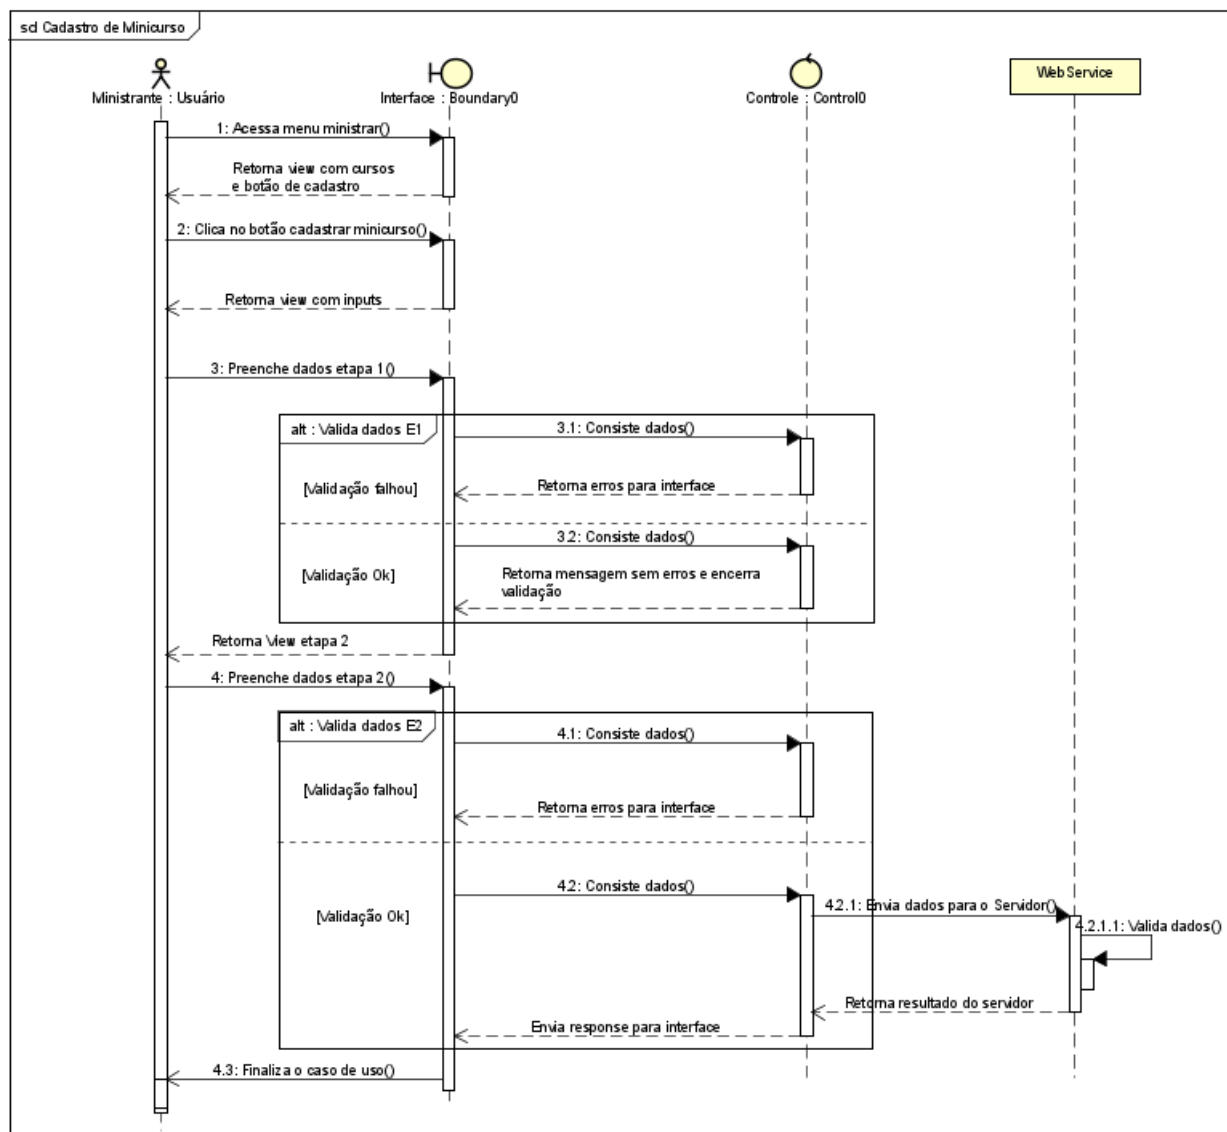 sd Cadastro de Minicurso
WebService
Ministrante : Usuário
Interface : Boundary0
Controle : Control0
1: Acessa menu ministrar()
Retorna view com cursos
e botão de cadastro
2: Clica no botão cadastrar minicurso()
Retorna view com inputs
3: Preenche dados etapa 1()
alt : Valida dados E1
3.1: Consiste dados()
[Validação falhou]
Retorna erros para interface
3.2: Consiste dados()
[Validação Ok]
Retorna mensagem sem erros e encerra
validação
Retorna View etapa 2
4: Preenche dados etapa 2()
alt : Valida dados E2
4.1: Consiste dados()
[Validação falhou]
Retorna erros para interface
4.2: Consiste dados()
[Validação Ok]
4.2.1: Envia dados para o Servidor()
4.2.1.1: Valida dados()
Retorna resultado do servidor
Envia response para interface
4.3: Finaliza o caso de uso()